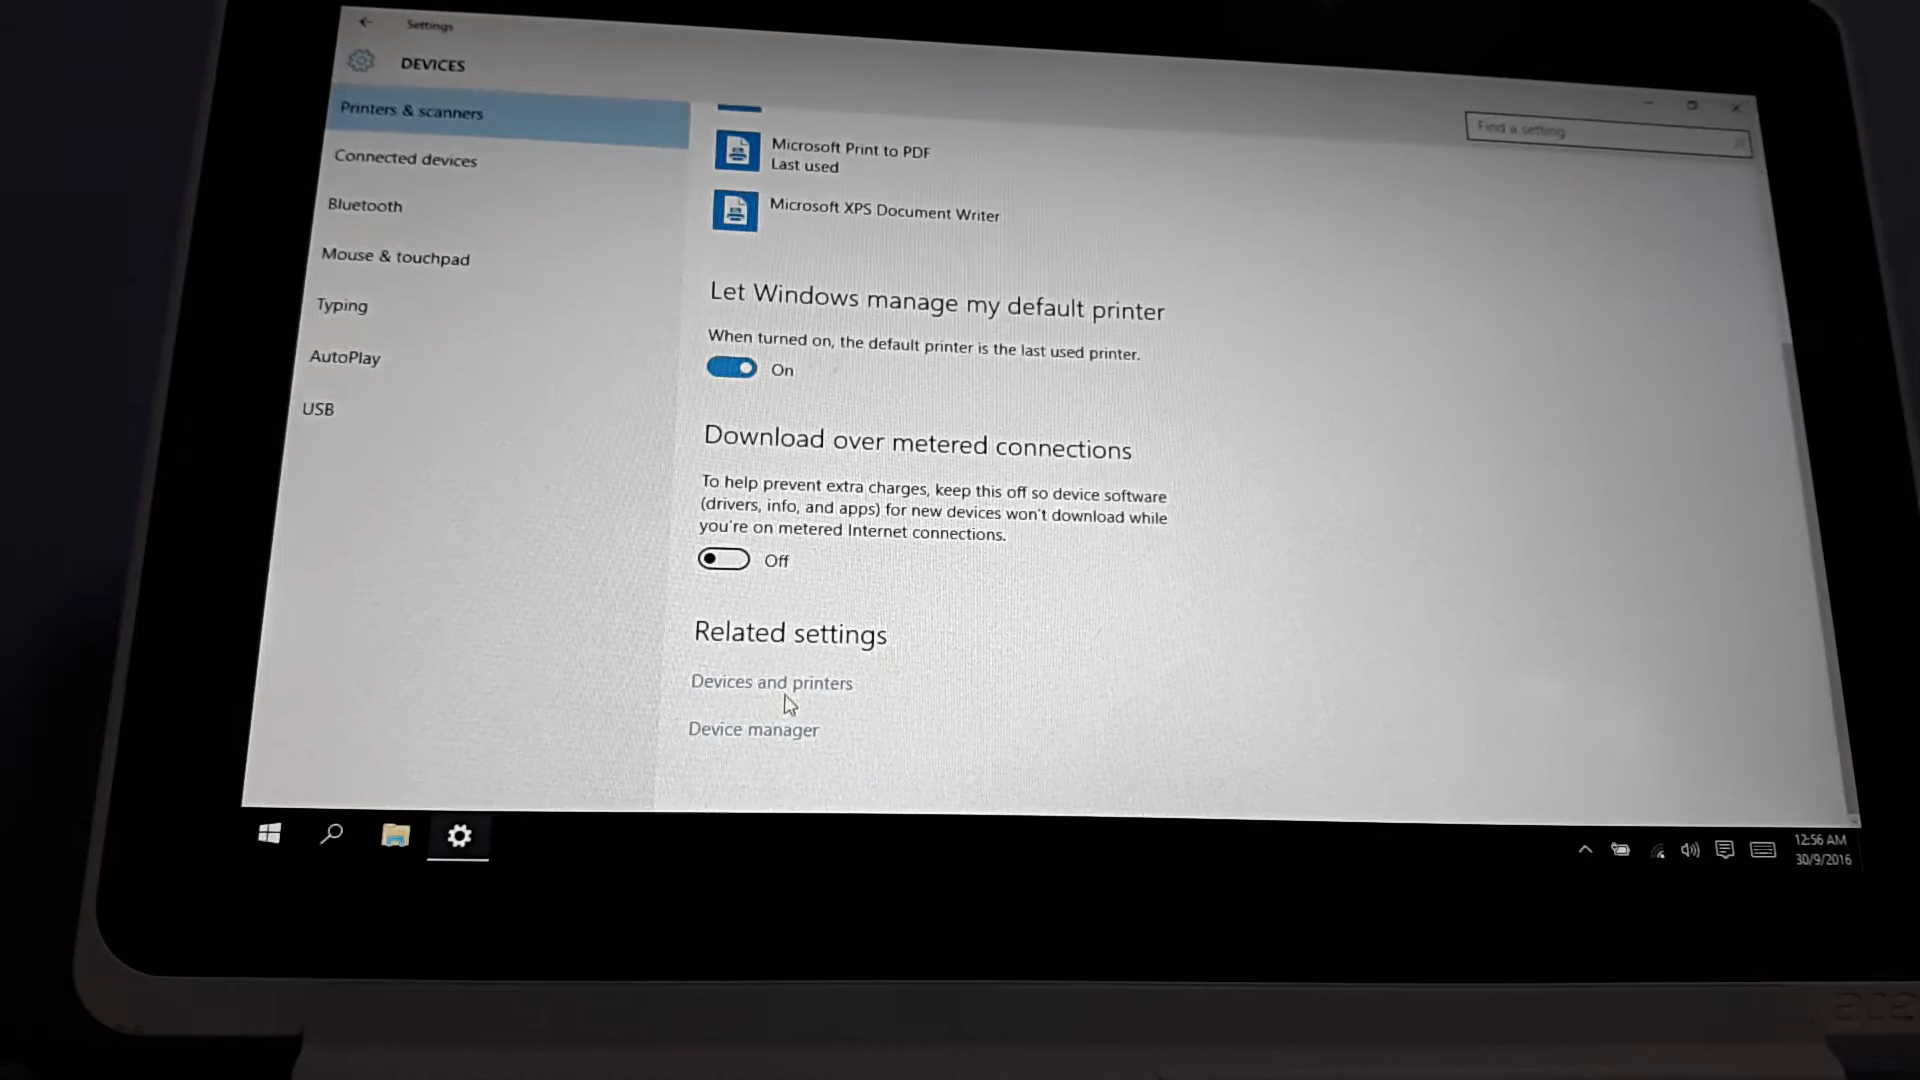 Settings
DEVICES
Find a setting
Printers & scanners
Connected devices
Bluetooth
Mouse & touchpad
Typing
AutoPlay
USB
Microsoft Print to PDF
Last used
Microsoft XPS Document Writer
Let Windows manage my default printer
When turned on, the default printer is the last used printer.
On
Download over metered connections
To help prevent extra charges, keep this off so device software
(drivers, info, and apps) for new devices won't download while
you're on metered Internet connections.
Off
Related settings
Devices and printers
Device manager
12:56 AM
30/9/2016